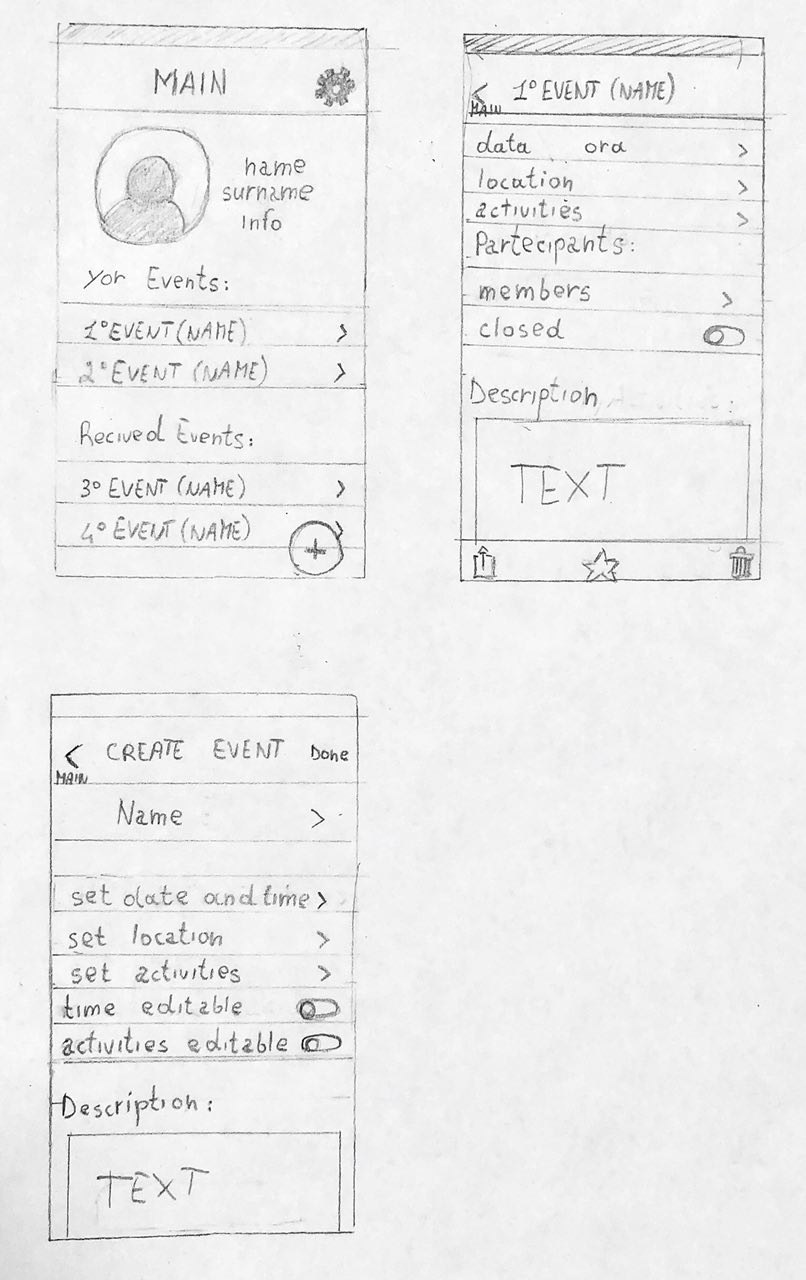 MAIN
name
surname
info
Yor Events:
1° EVENT (NAME) >
2° EVENT (NAME) >
Recived Events:
3° EVENT (NAME) >
4° EVENT (NAME) >
+
< 1° EVENT (NAME)
MAIN
data ora >
location >
activities >
Partecipants:
members >
closed
Description
TEXT
< CREATE EVENT Done
MAIN
Name >
set date and time >
set location >
set activities >
time editable
activities editable
Description:
TEXT